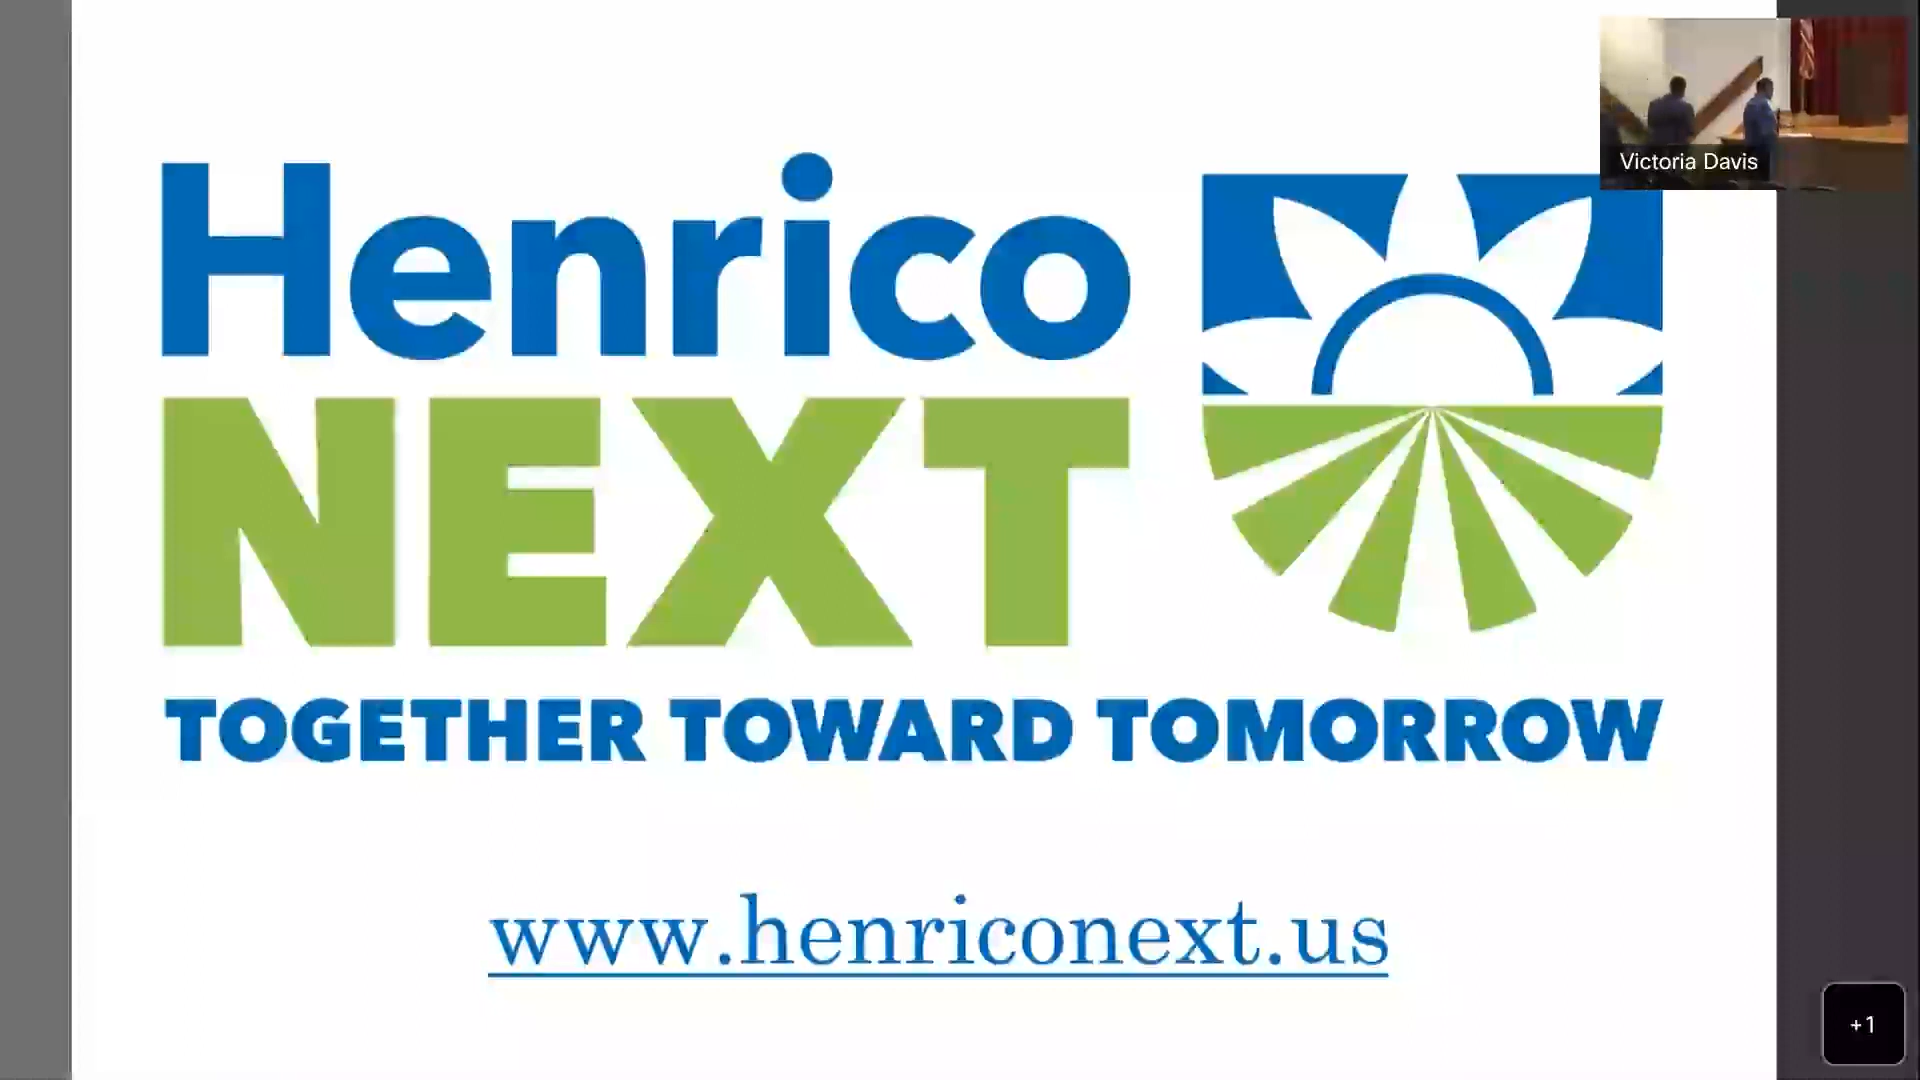 Henrico
NEXT
TOGETHER TOWARD TOMORROW
www.henriconext.us
Victoria Davis
+1